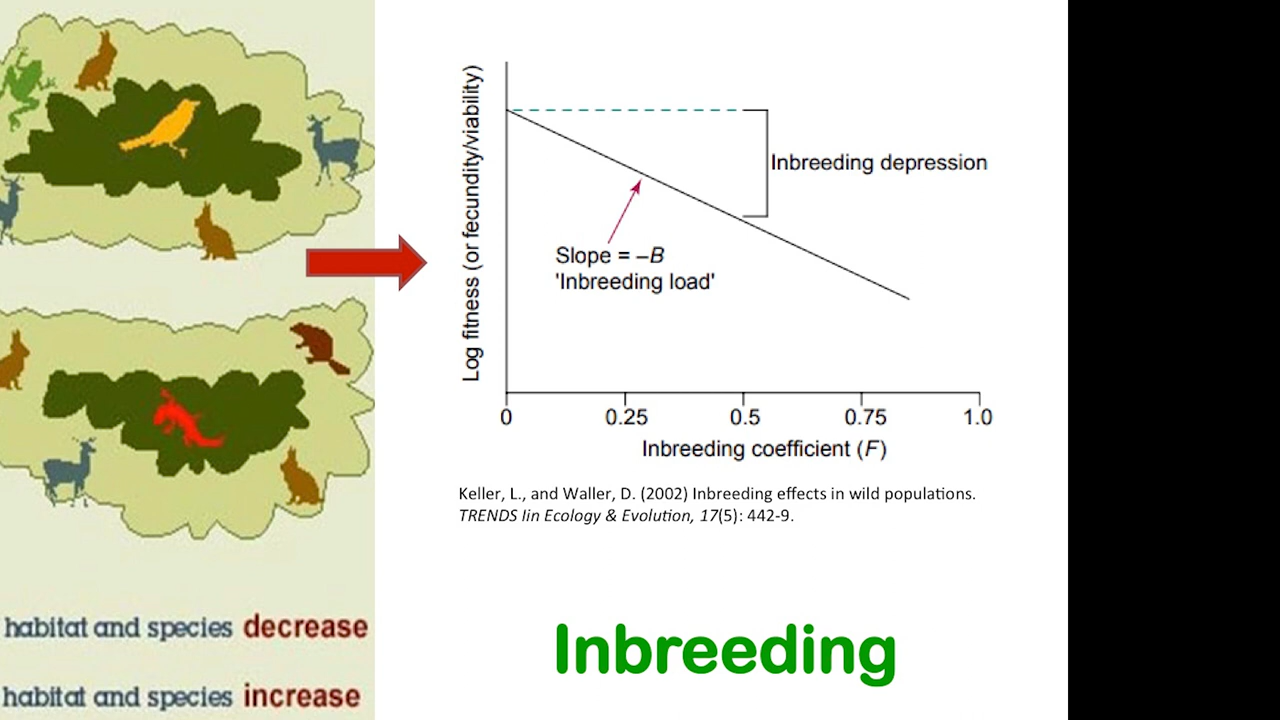 habitat and species decrease
habitat and species increase
Log fitness (or fecundity/viability)
Inbreeding depression
Slope = –B
'Inbreeding load'
0 0.25 0.5 0.75 1.0
Inbreeding coefficient (F)
Keller, L., and Waller, D. (2002) Inbreeding effects in wild populations.
TRENDS Iin Ecology & Evolution, 17(5): 442-9.
Inbreeding